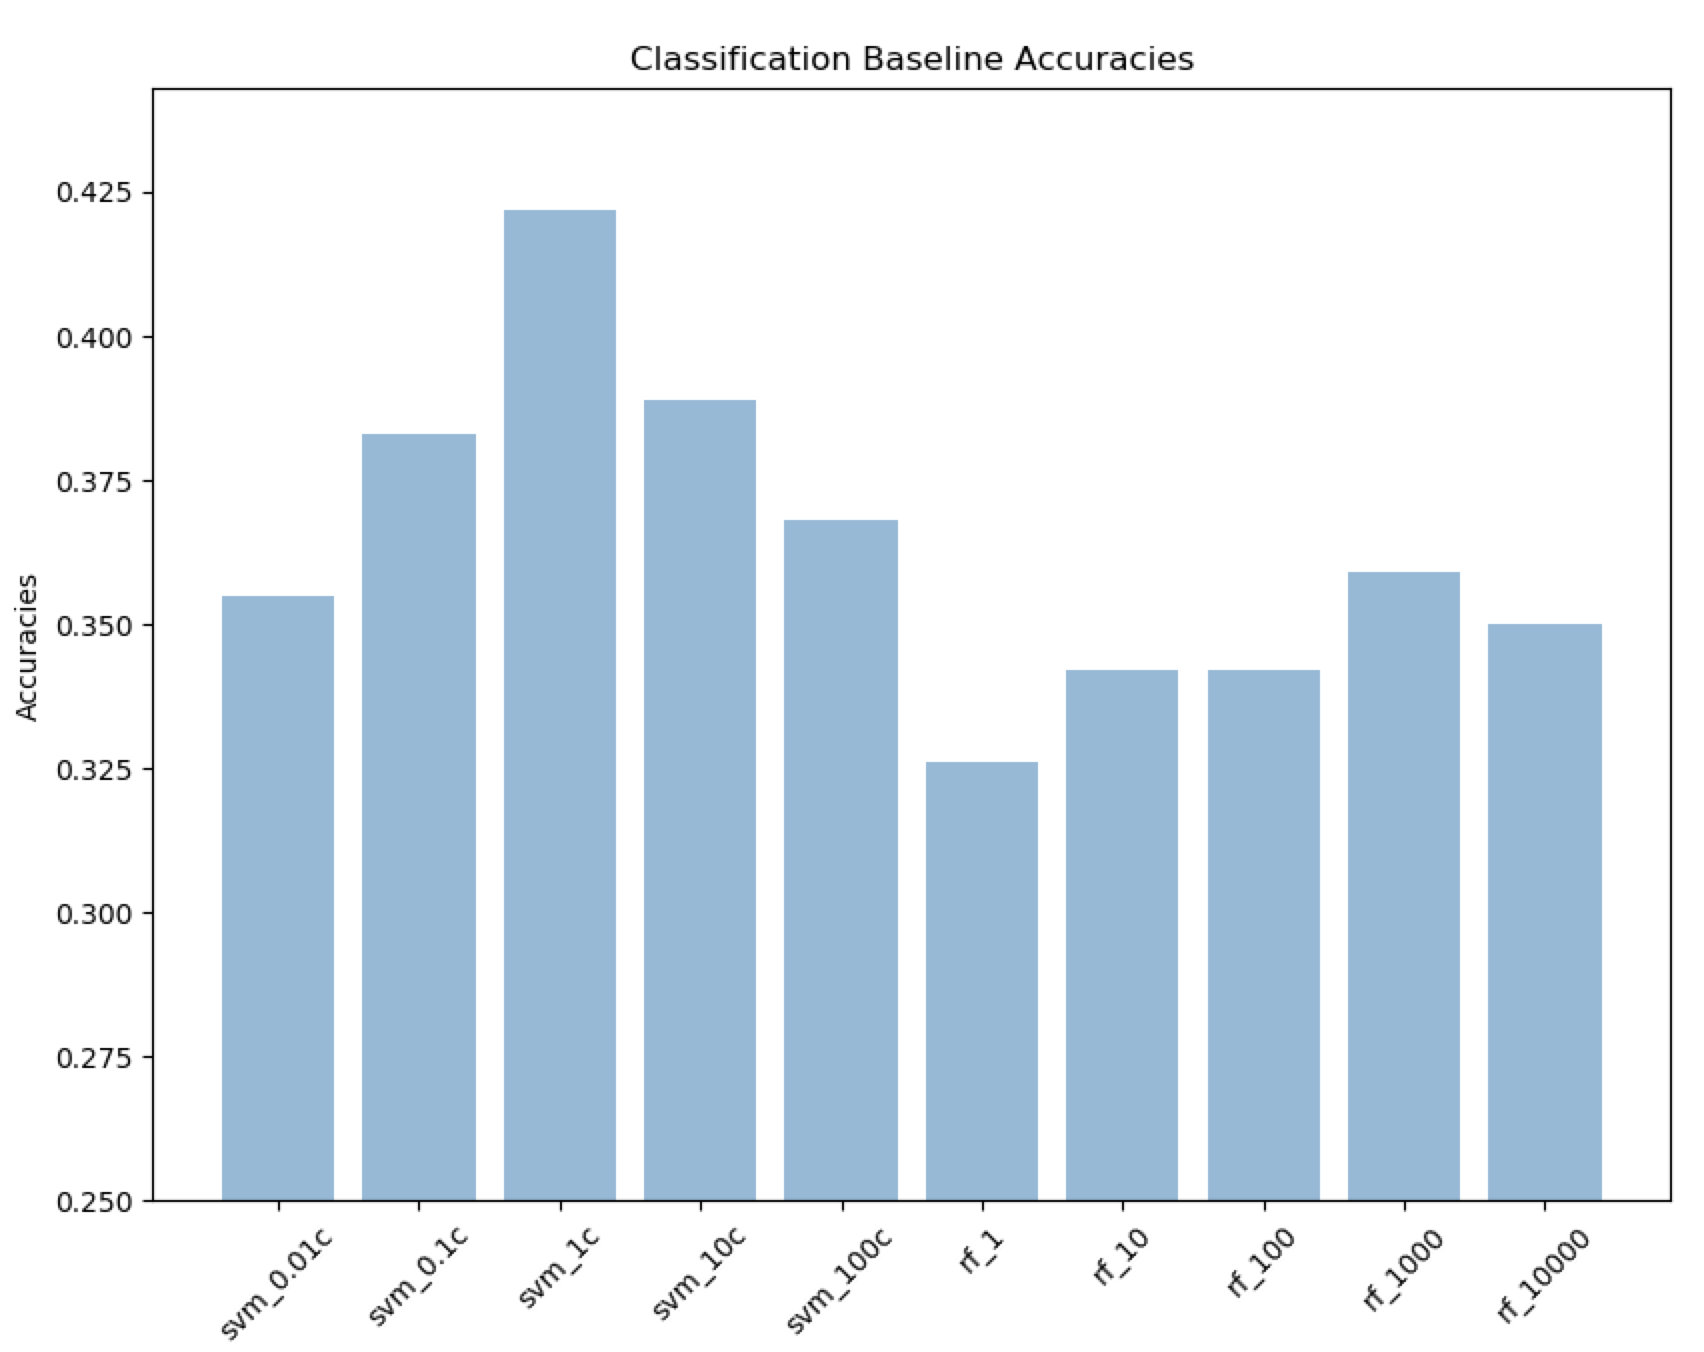 Classification Baseline Accuracies
Accuracies
0.425
0.400
0.375
0.350
0.325
0.300
0.275
0.250
svm_0.01c
svm_0.1c
svm_1c
svm_10c
svm_100c
rf_1
rf_10
rf_100
rf_1000
rf_10000